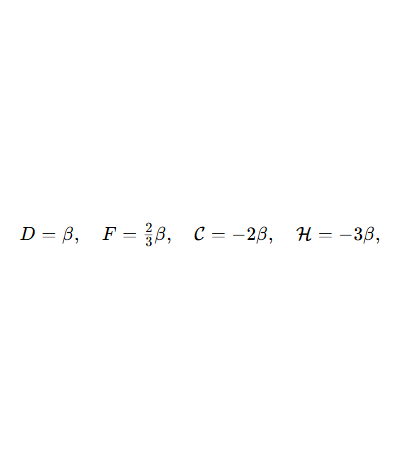 D = β,  F = 2/3 β,  𝒞 = −2β,  ℋ = −3β,